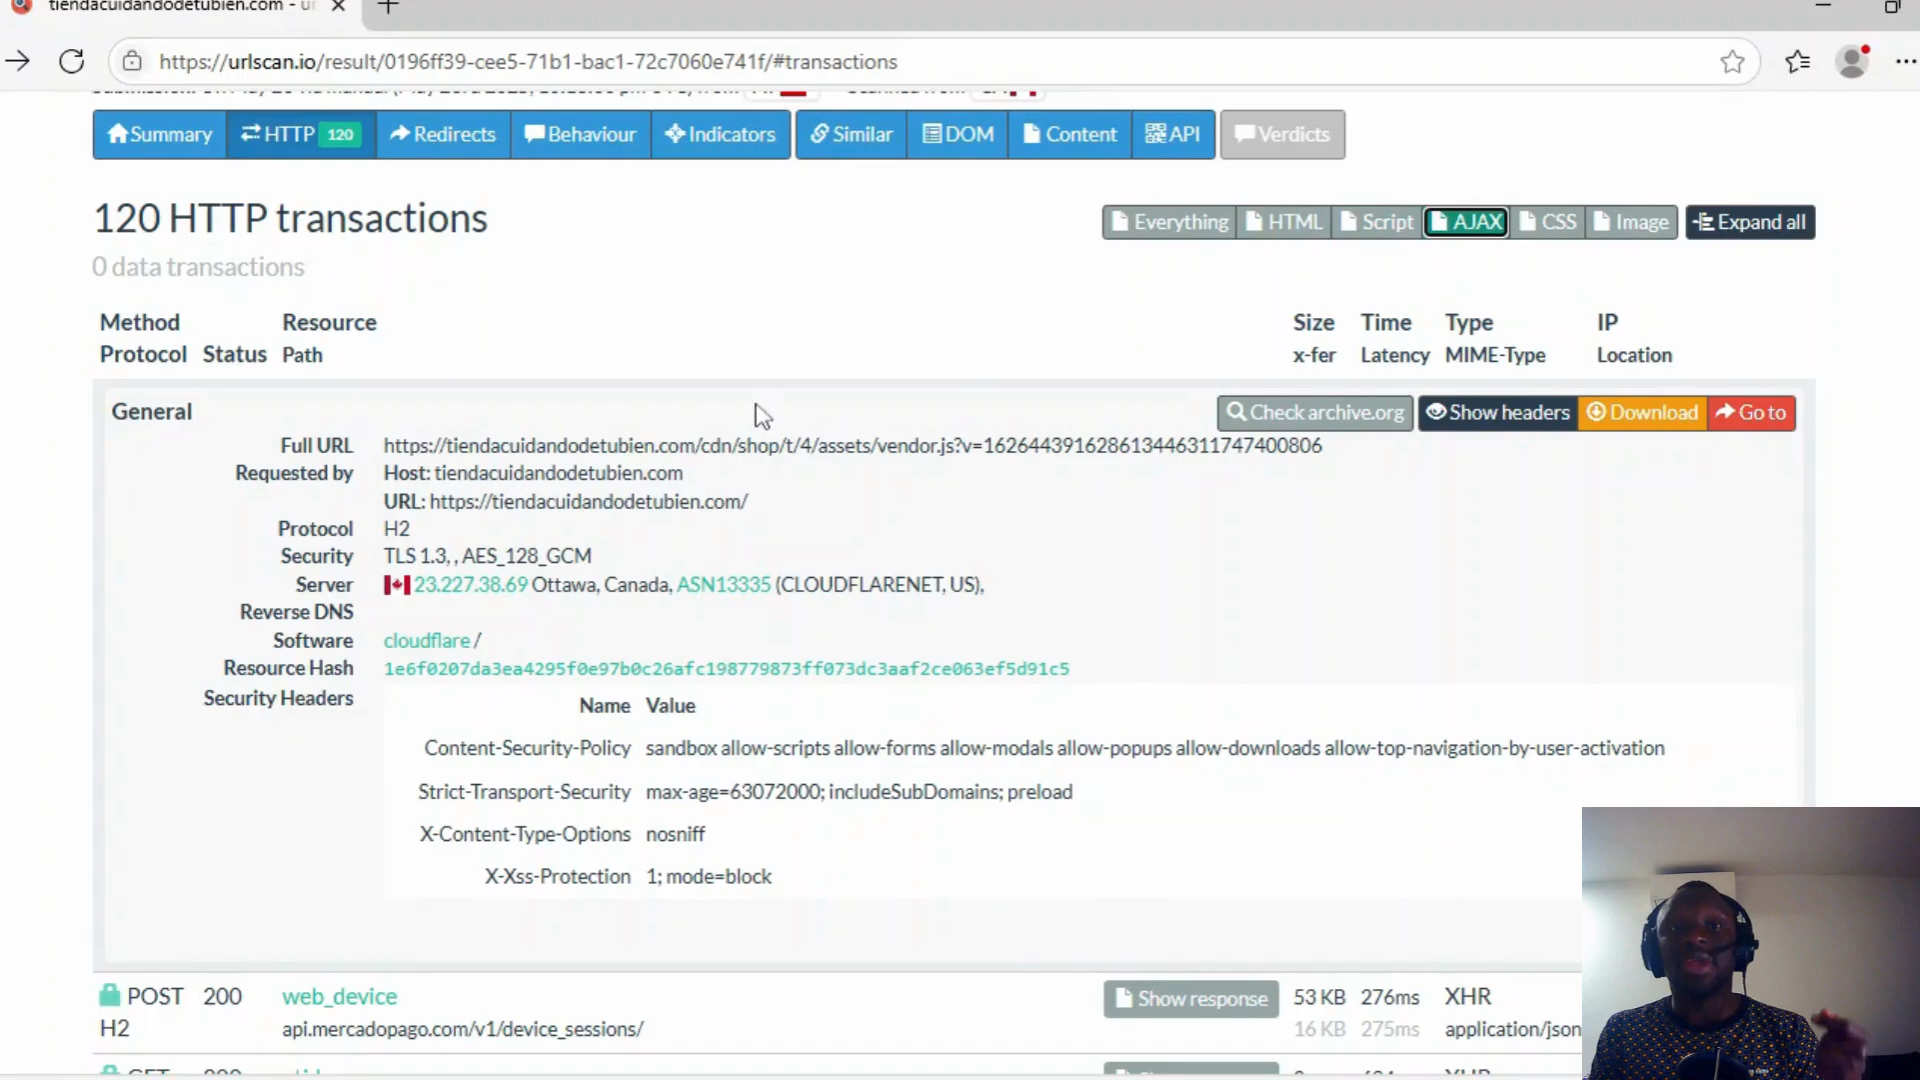 tiendacuidandodetubien.com - ur
https://urlscan.io/result/0196ff39-cee5-71b1-bac1-72c7060e741f/#transactions
Summary HTTP 120 Redirects Behaviour Indicators Similar DOM Content API Verdicts
120 HTTP transactions
Everything HTML Script AJAX CSS Image Expand all
0 data transactions
Method Resource Size Time Type IP
Protocol Status Path x-fer Latency MIME-Type Location
General Check archive.org Show headers Download Go to
Full URL https://tiendacuidandodetubien.com/cdn/shop/t/4/assets/vendor.js?v=162644391628613446311747400806
Requested by Host: tiendacuidandodetubien.com
URL: https://tiendacuidandodetubien.com/
Protocol H2
Security TLS 1.3, , AES_128_GCM
Server 23.227.38.69 Ottawa, Canada, ASN13335 (CLOUDFLARENET, US),
Reverse DNS
Software cloudflare /
Resource Hash 1e6f0207da3ea4295f0e97b0c26afc198779873ff073dc3aaf2ce063ef5d91c5
Security Headers
Name Value
Content-Security-Policy sandbox allow-scripts allow-forms allow-modals allow-popups allow-downloads allow-top-navigation-by-user-activation
Strict-Transport-Security max-age=63072000; includeSubDomains; preload
X-Content-Type-Options nosniff
X-Xss-Protection 1; mode=block
POST 200 web_device Show response 53 KB 276ms XHR
H2 api.mercadopago.com/v1/device_sessions/ 16 KB 275ms application/json